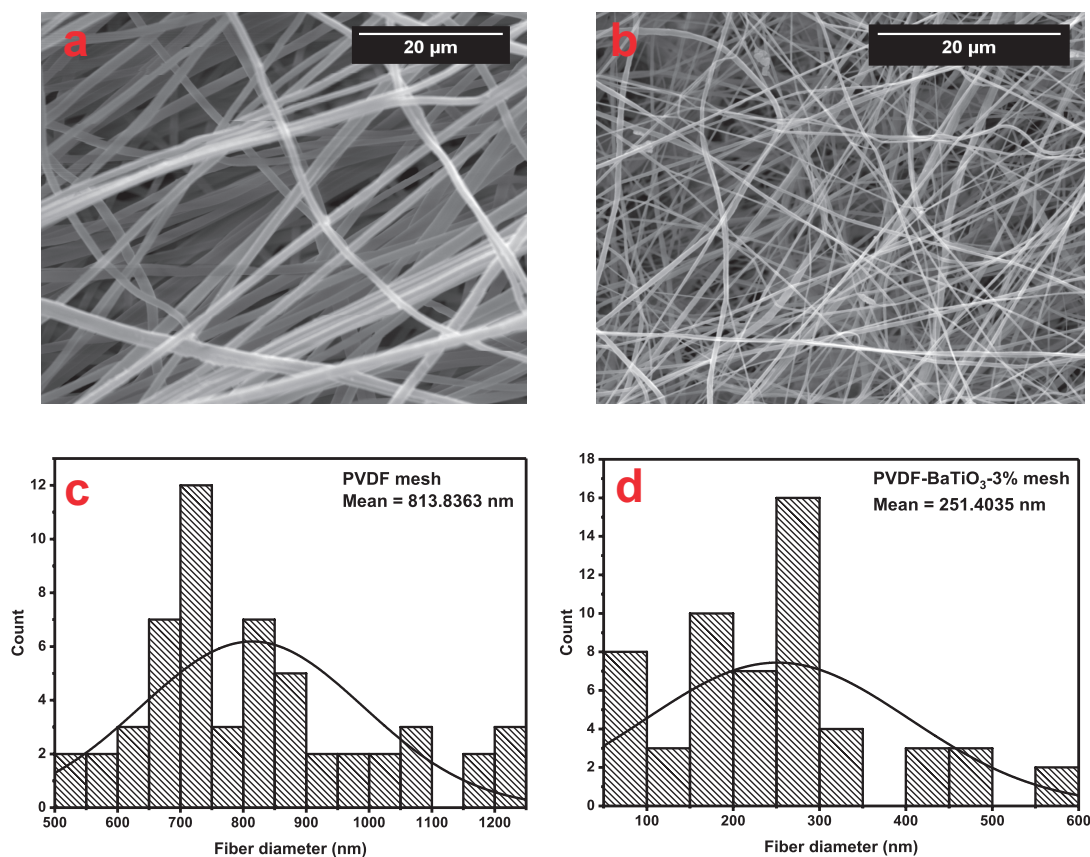 a
20 µm
b
20 µm
c
PVDF mesh
Mean = 813.8363 nm
12
10
8
6
4
2
0
Count
500 600 700 800 900 1000 1100 1200
Fiber diameter (nm)
d
PVDF-BaTiO₃-3% mesh
Mean = 251.4035 nm
18
16
14
12
10
8
6
4
2
0
Count
100 200 300 400 500 600
Fiber diameter (nm)